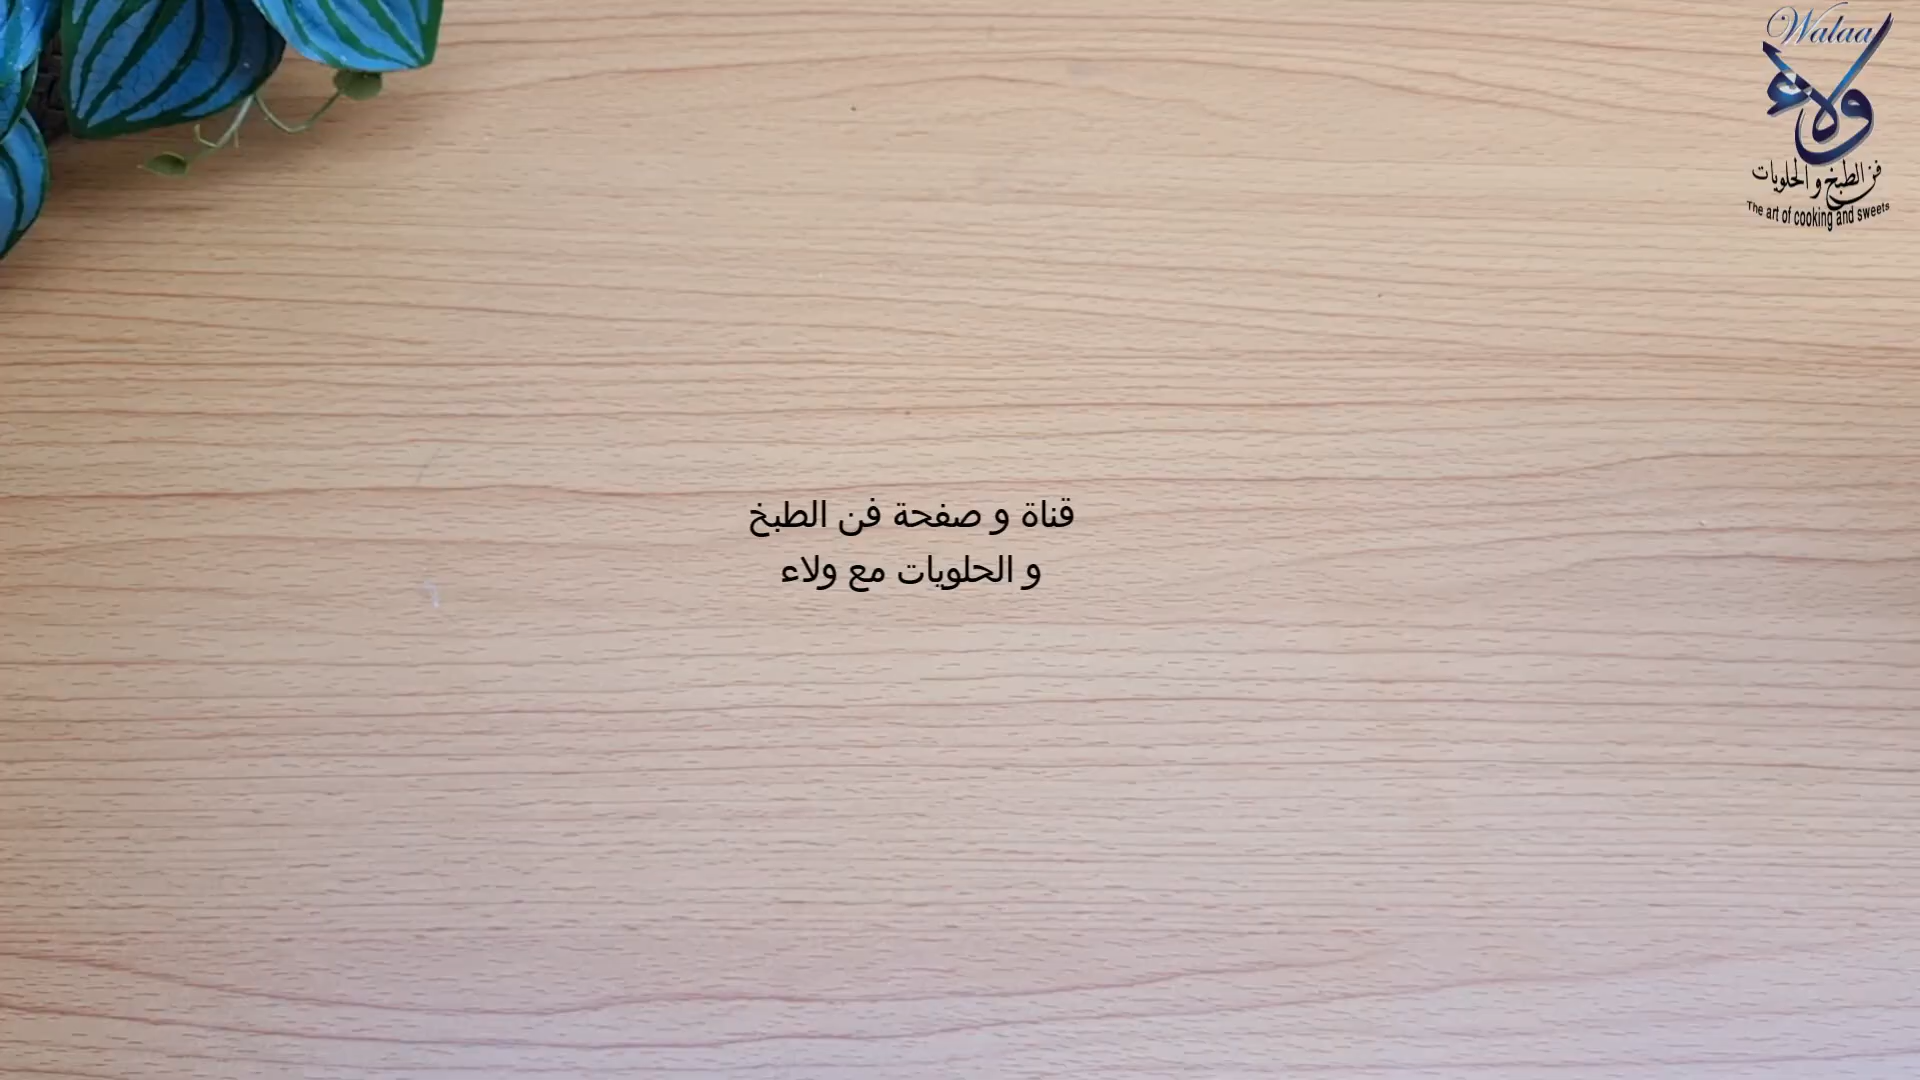 Walaa
ولاء
فن الطبخ و الحلويات
The art of cooking and sweets
قناة و صفحة فن الطبخ
و الحلويات مع ولاء